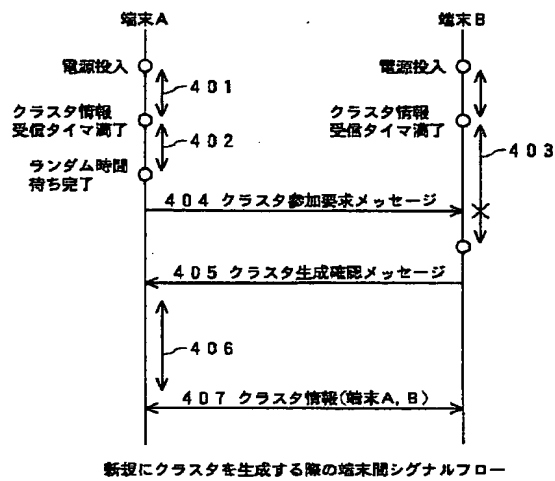 端末A
端末B
電源投入
電源投入
401
クラスタ情報
受信タイマ満了
クラスタ情報
受信タイマ満了
402
403
ランダム時間
待ち完了
404 クラスタ参加要求メッセージ
405 クラスタ生成確認メッセージ
406
407 クラスタ情報(端末A, B)
新規にクラスタを生成する際の端末間シグナルフロー